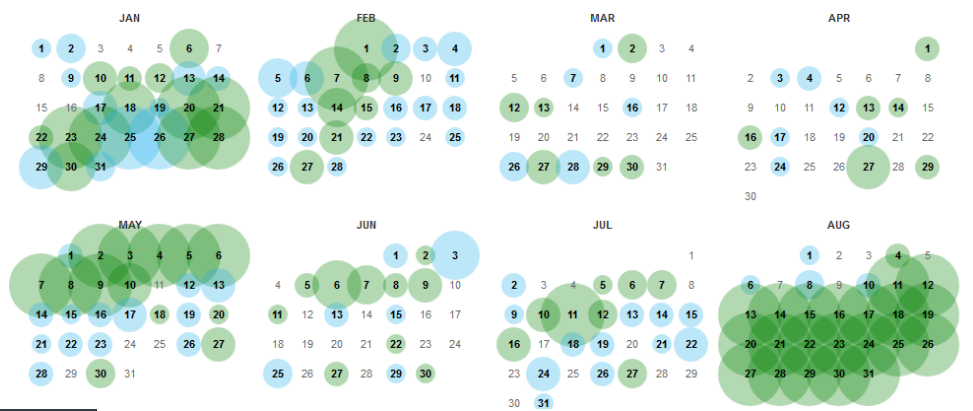 JAN FEB MAR APR
1 2 3 4 5 6 7 1 2 3 4 1 2 3 4 1
8 9 10 11 12 13 14 5 6 7 8 9 10 11 5 6 7 8 9 10 11 2 3 4 5 6 7 8
15 16 17 18 19 20 21 12 13 14 15 16 17 18 12 13 14 15 16 17 18 9 10 11 12 13 14 15
22 23 24 25 26 27 28 19 20 21 22 23 24 25 19 20 21 22 23 24 25 16 17 18 19 20 21 22
29 30 31 26 27 28 26 27 28 29 30 31 23 24 25 26 27 28 29
30
MAY JUN JUL AUG
1 2 3 4 5 6 1 2 3 1 1 2 3 4 5
7 8 9 10 11 12 13 4 5 6 7 8 9 10 2 3 4 5 6 7 8 6 7 8 9 10 11 12
14 15 16 17 18 19 20 11 12 13 14 15 16 17 9 10 11 12 13 14 15 13 14 15 16 17 18 19
21 22 23 24 25 26 27 18 19 20 21 22 23 24 16 17 18 19 20 21 22 20 21 22 23 24 25 26
28 29 30 31 25 26 27 28 29 30 23 24 25 26 27 28 29 27 28 29 30 31
30 31